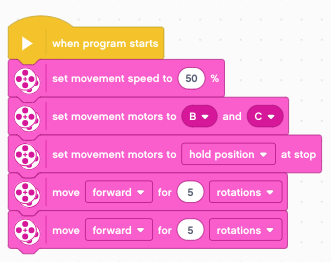 when program starts
set movement speed to 50 %
set movement motors to B and C
set movement motors to hold position at stop
move forward for 5 rotations
move forward for 5 rotations